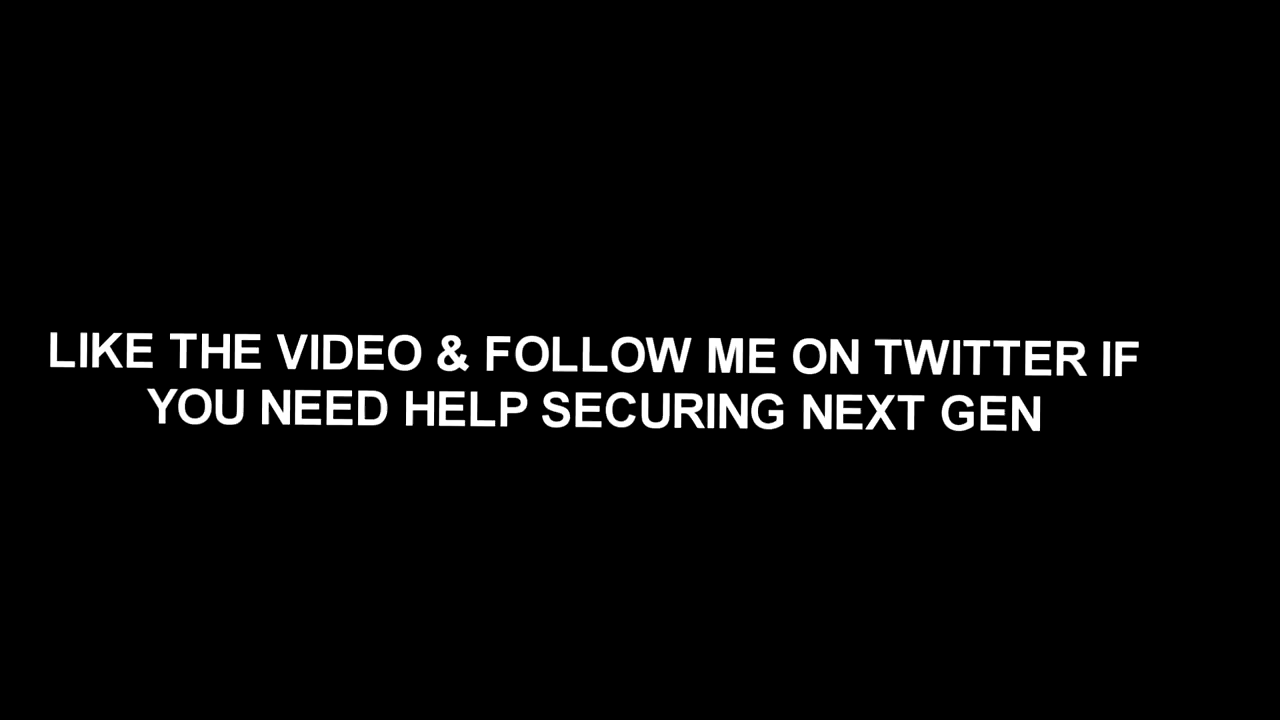 LIKE THE VIDEO & FOLLOW ME ON TWITTER IF
YOU NEED HELP SECURING NEXT GEN